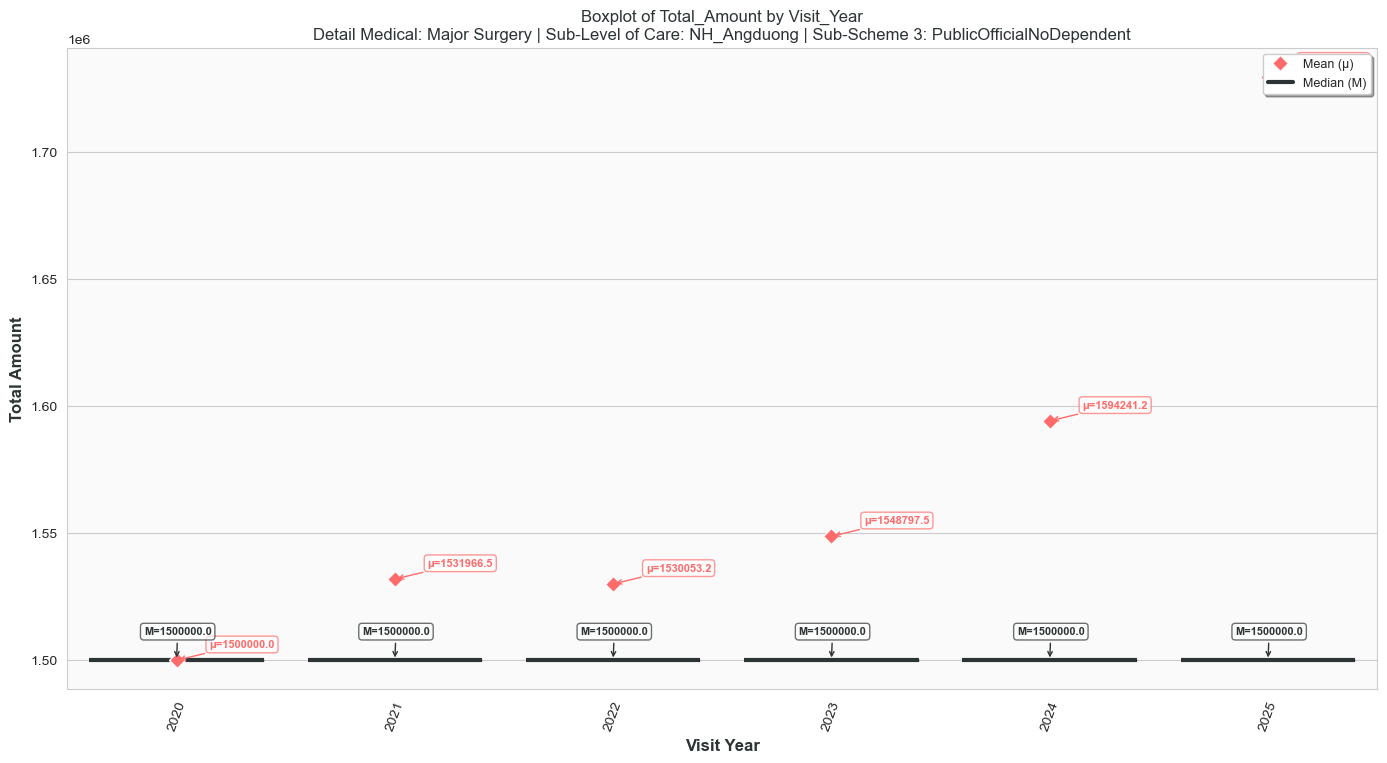 Boxplot of Total_Amount by Visit_Year
Detail Medical: Major Surgery | Sub-Level of Care: NH_Angduong | Sub-Scheme 3: PublicOfficialNoDependent
1e6
Mean (μ)
Median (M)
1.70
1.65
1.60
1.55
1.50
Total Amount
μ=1594241.2
μ=1548797.5
μ=1531966.5
μ=1530053.2
μ=1500000.0
M=1500000.0
M=1500000.0
M=1500000.0
M=1500000.0
M=1500000.0
M=1500000.0
2020
2021
2022
2023
2024
2025
Visit Year